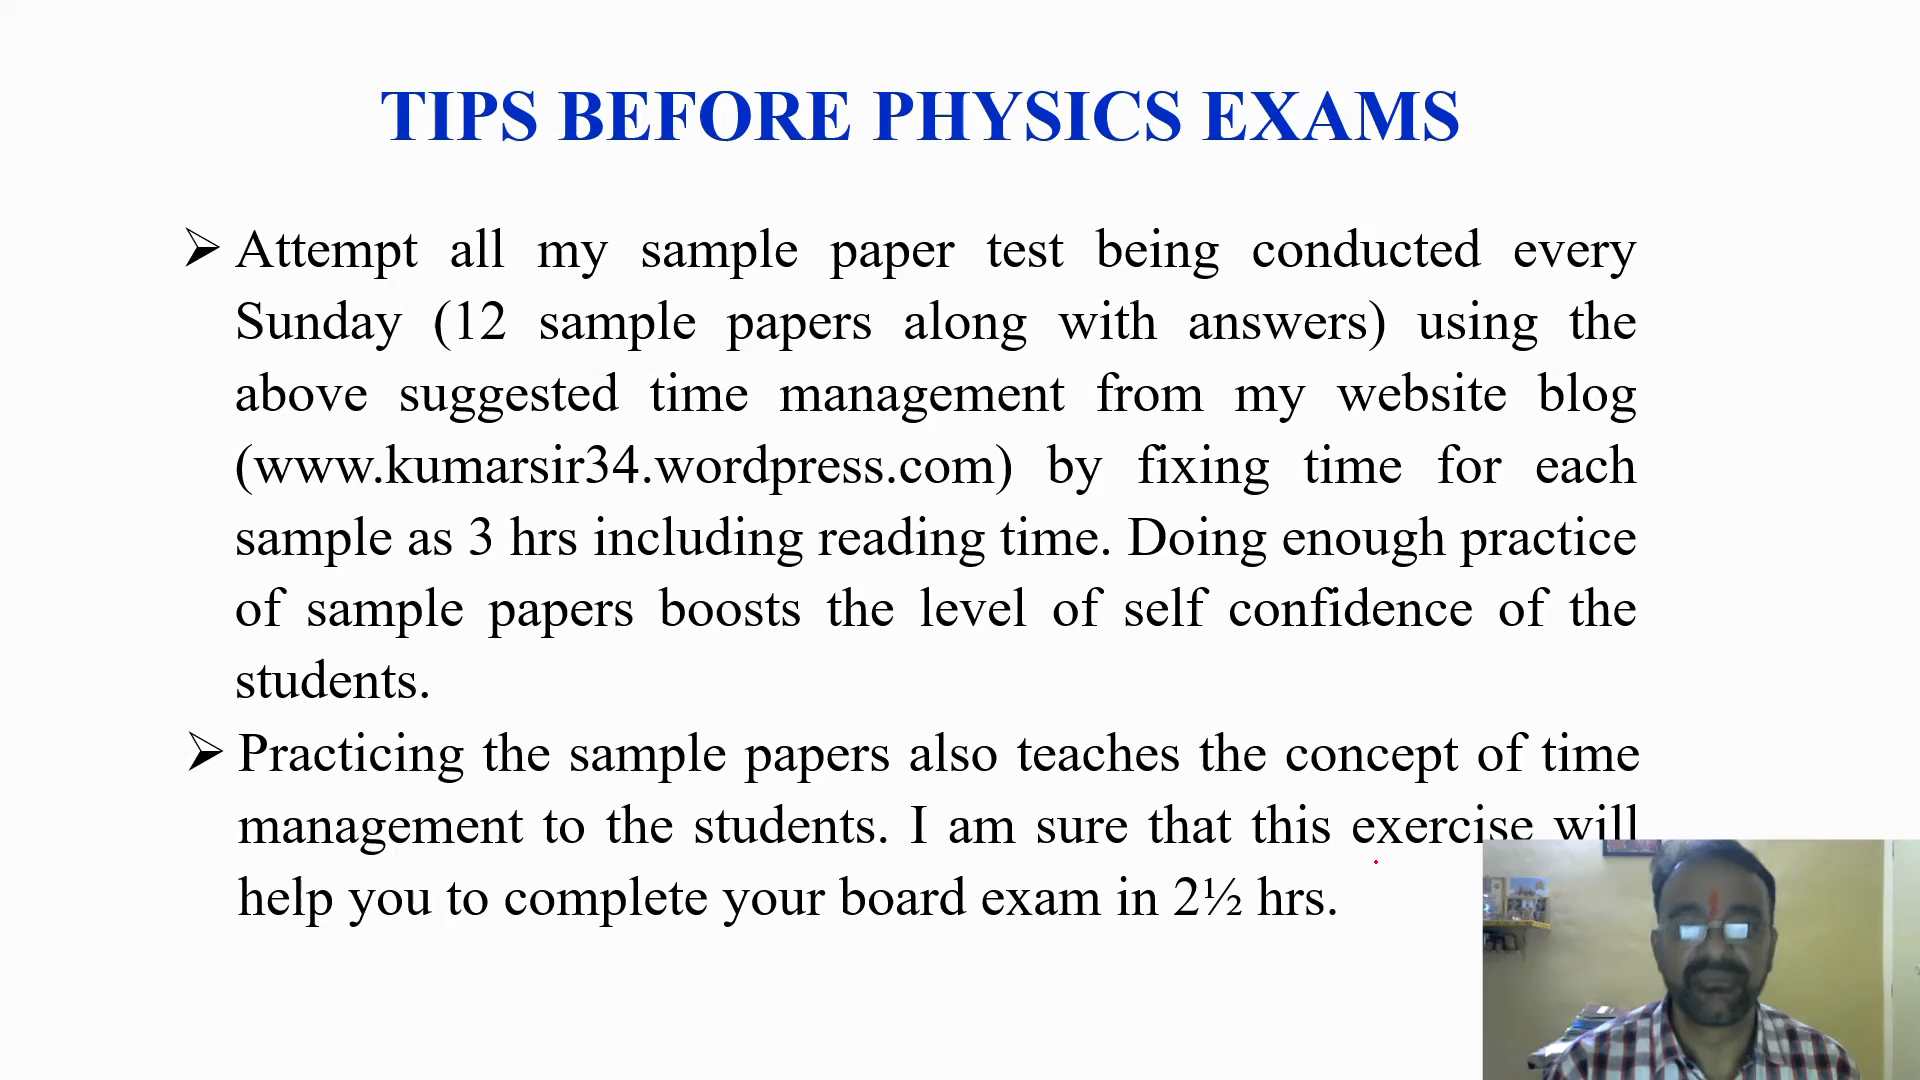 TIPS BEFORE PHYSICS EXAMS
➢ Attempt all my sample paper test being conducted every
Sunday (12 sample papers along with answers) using the
above suggested time management from my website blog
(www.kumarsir34.wordpress.com) by fixing time for each
sample as 3 hrs including reading time. Doing enough practice
of sample papers boosts the level of self confidence of the
students.
➢ Practicing the sample papers also teaches the concept of time
management to the students. I am sure that this exercise will
help you to complete your board exam in 2½ hrs.